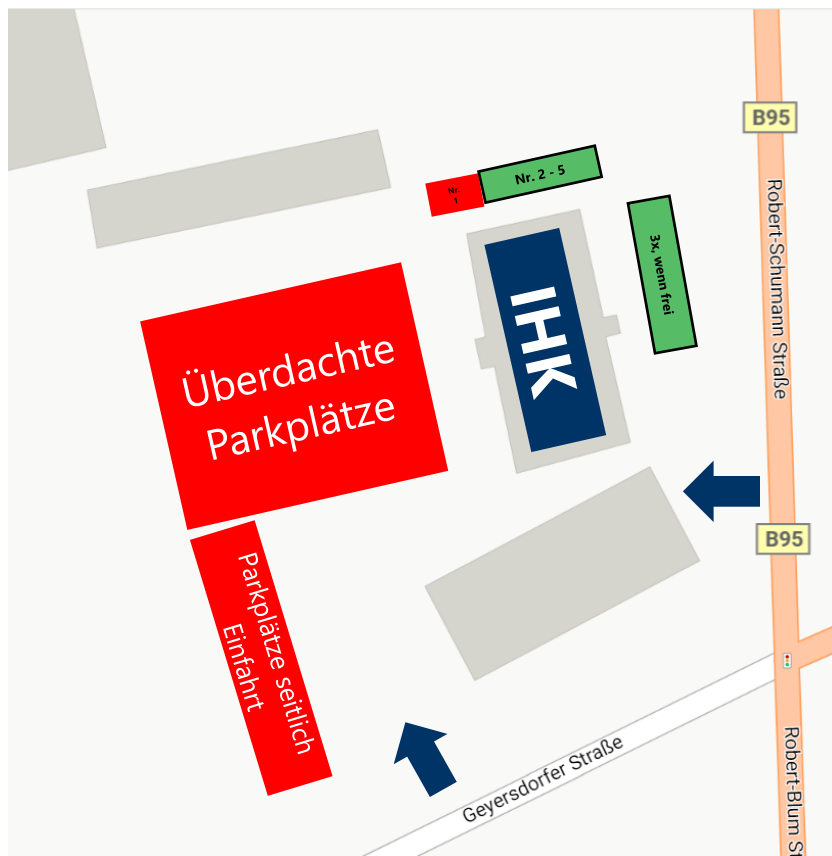 B95
Nr. 2 - 5
Nr.
1
Robert-Schumann Straße
3x, wenn frei
IHK
Überdachte
Parkplätze
B95
Parkplätze seitlich
Einfahrt
Geyersdorfer Straße
Robert-Blum St